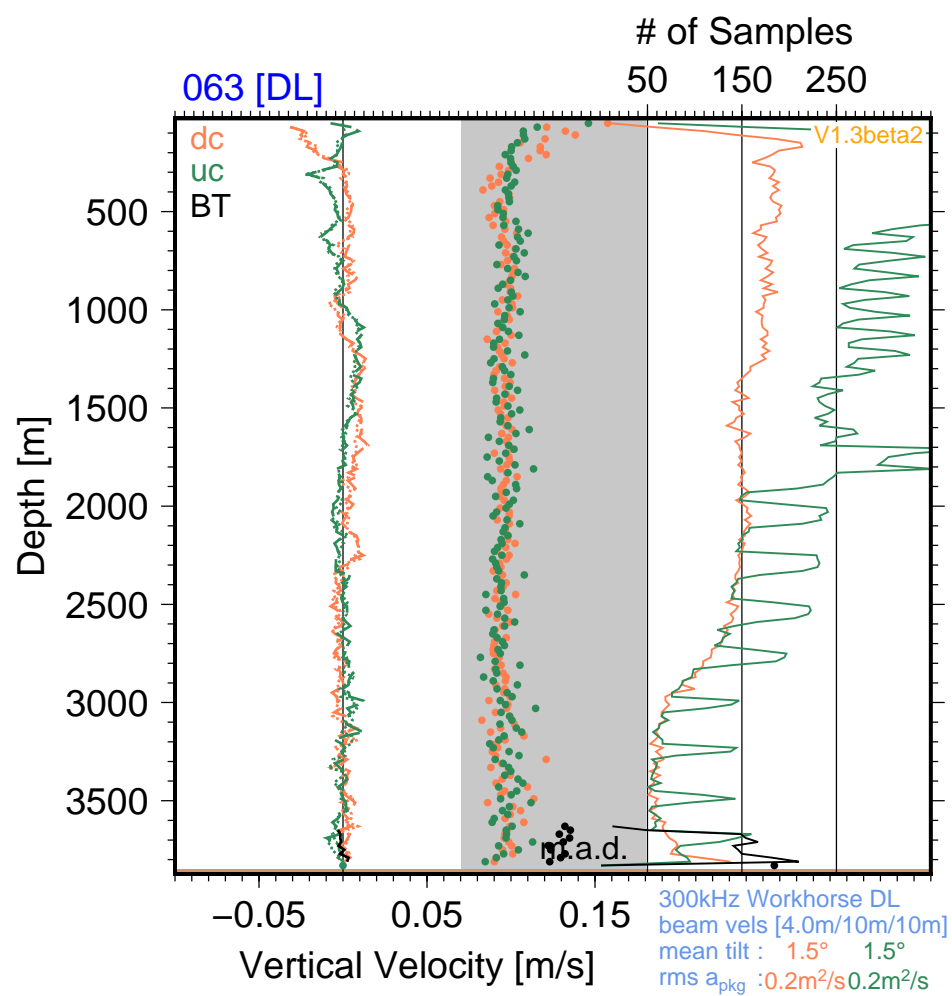 # of Samples
50 150 250
063 [DL]
dc
uc
BT
V1.3beta2
500
1000
1500
2000
2500
3000
3500
Depth [m]
m.a.d.
−0.05 0.05 0.15
Vertical Velocity [m/s]
300kHz Workhorse DL
beam vels [4.0m/10m/10m]
mean tilt : 1.5° 1.5°
rms a_pkg :0.2m²/s 0.2m²/s